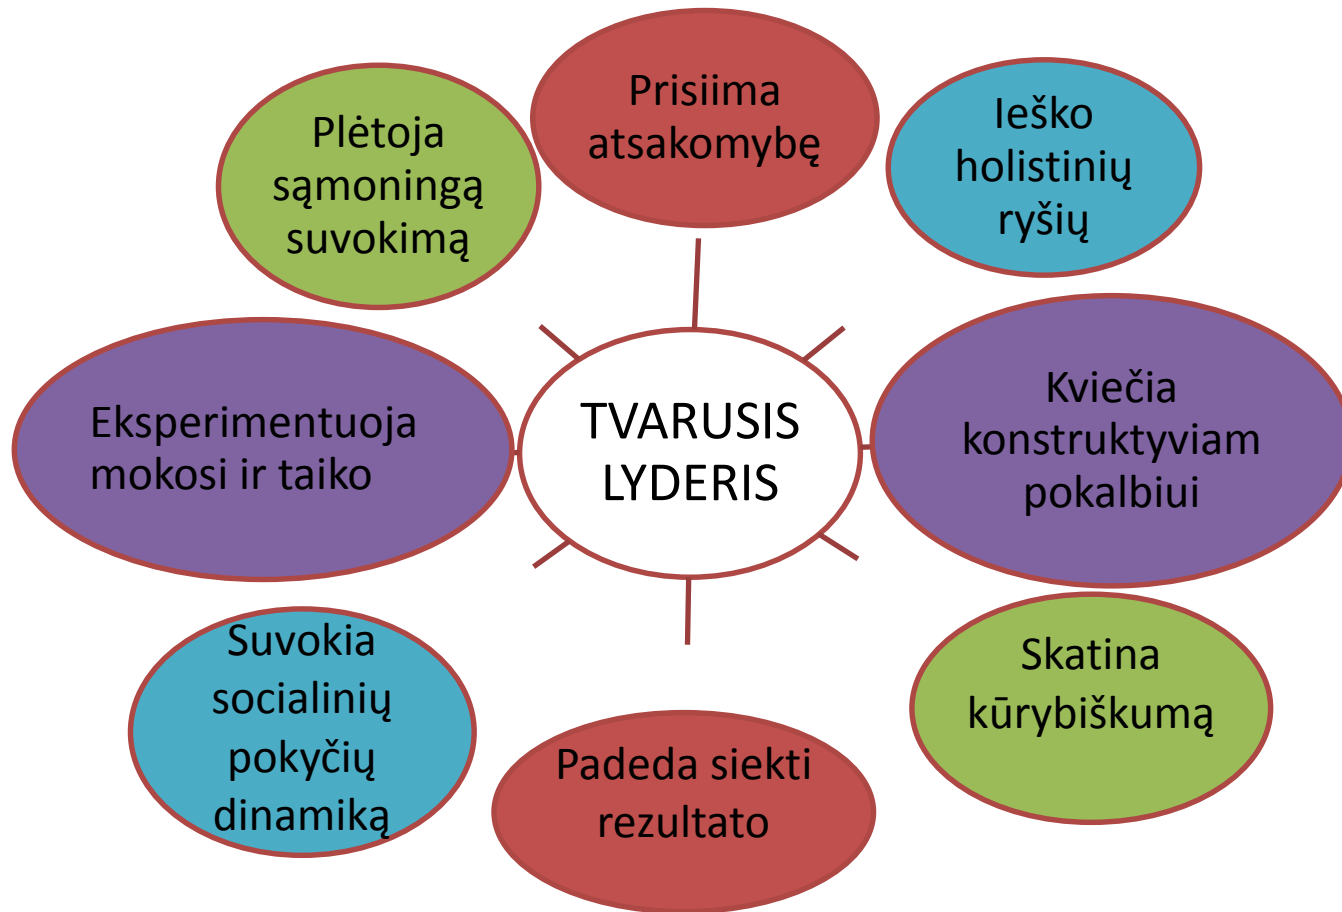 Prisiima
atsakomybę
Ieško
holistinių
ryšių
Plėtoja
sąmoningą
suvokimą
Kviečia
konstruktyviam
pokalbiui
TVARUSIS
LYDERIS
Eksperimentuoja
mokosi ir taiko
Skatina
kūrybiškumą
Suvokia
socialinių
pokyčių
dinamiką
Padeda siekti
rezultato